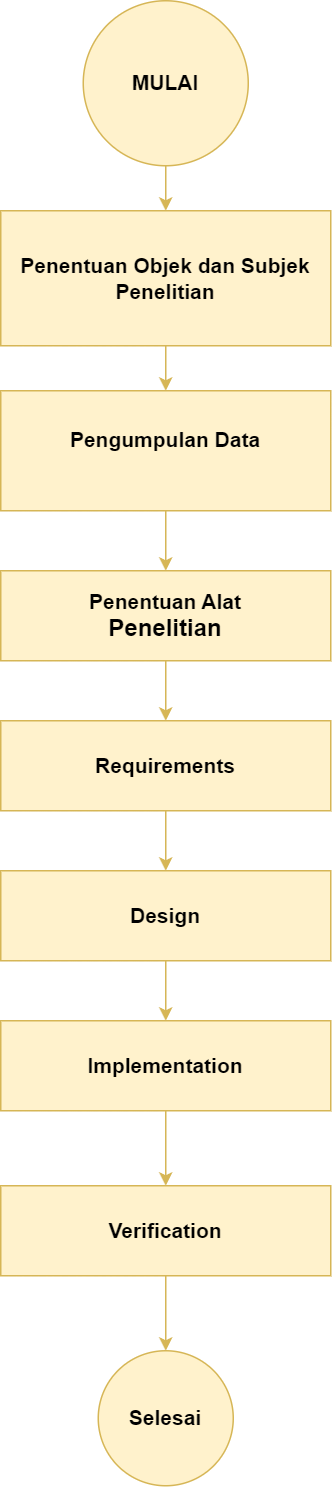 MULAI
Penentuan Objek dan Subjek
Penelitian
Pengumpulan Data
Penentuan Alat
Penelitian
Requirements
Design
Implementation
Verification
Selesai